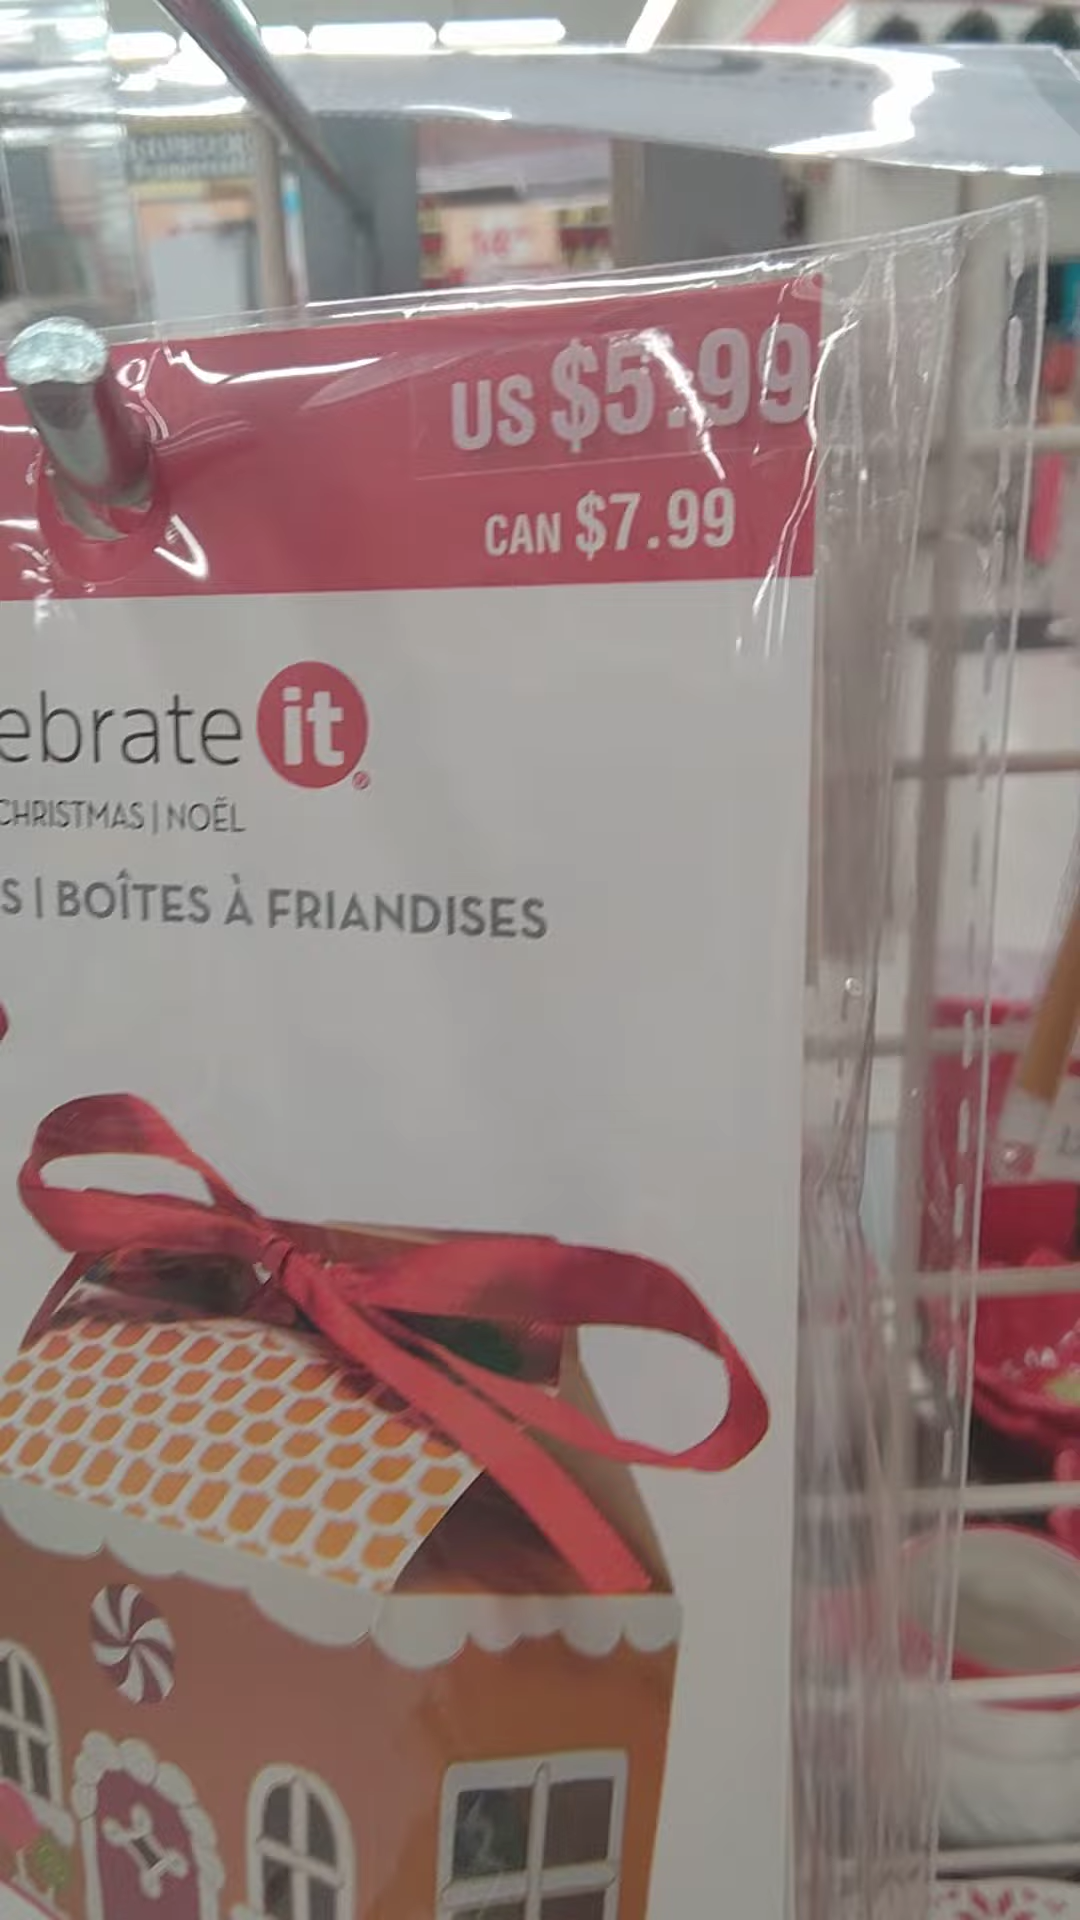 US $5.99
CAN $7.99
ebrate it®
CHRISTMAS | NOËL
S | BOÎTES À FRIANDISES